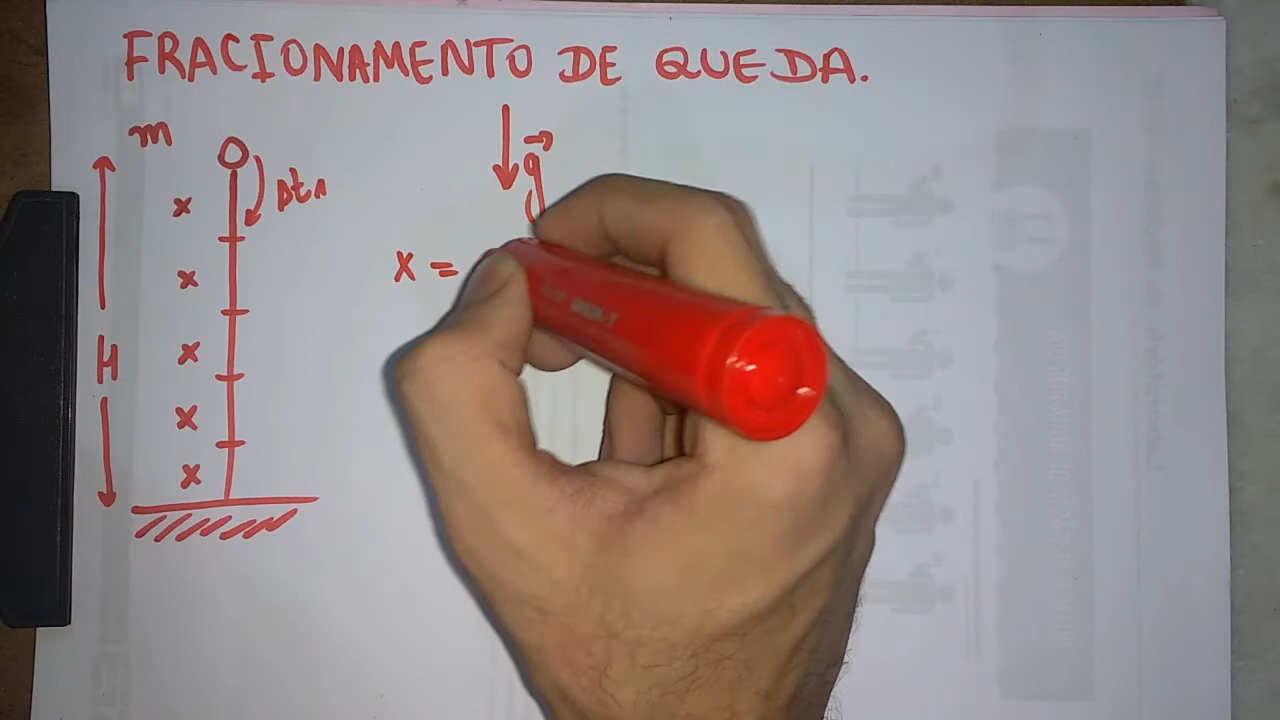 FRACIONAMENTO DE QUEDA.
m
g
Δt1
x
x
x =
x
H
x
x